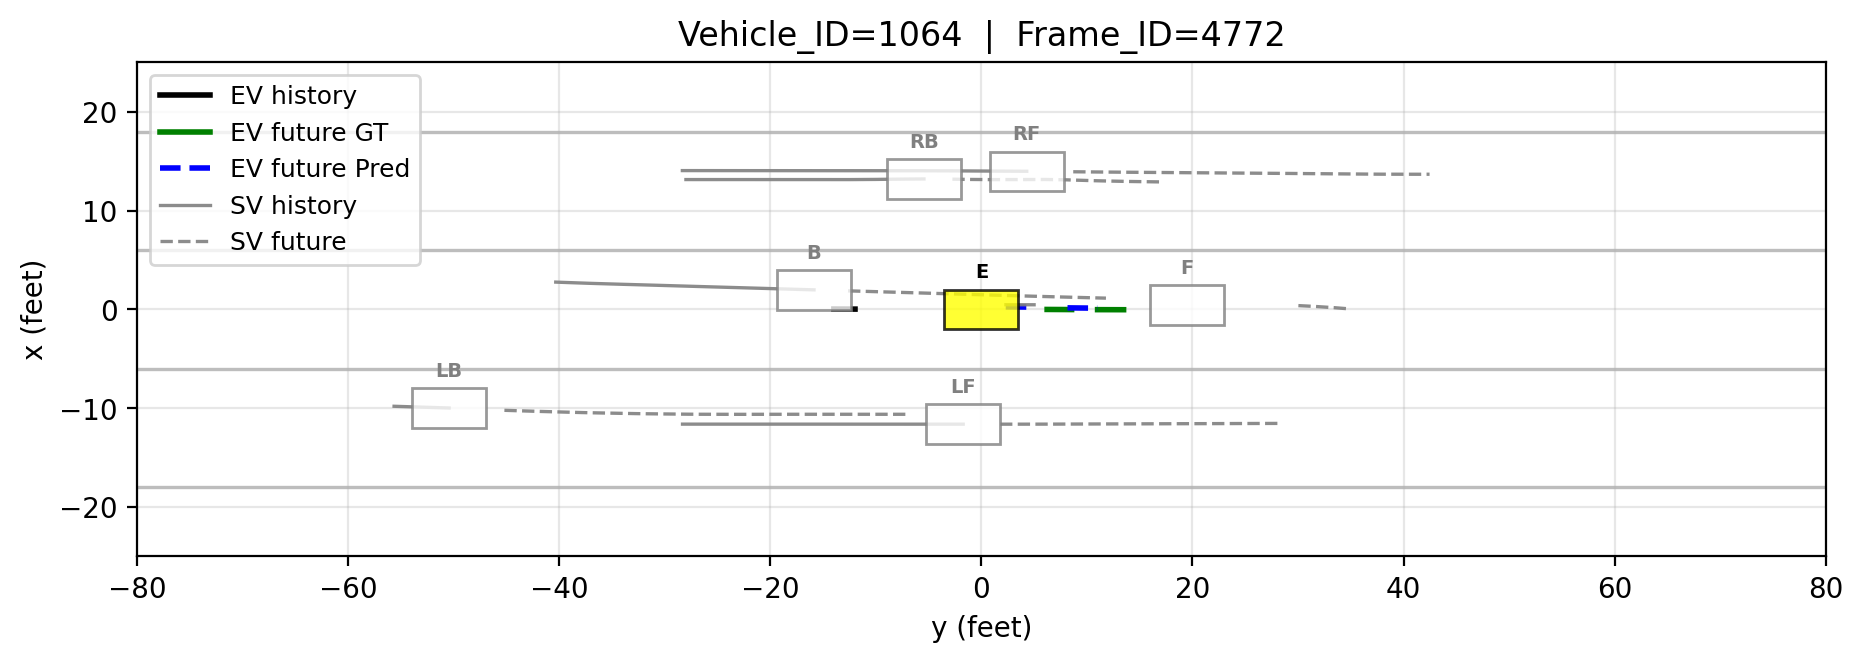 Vehicle_ID=1064 | Frame_ID=4772
EV history
EV future GT
EV future Pred
SV history
SV future
RB
RF
B
E
F
LB
LF
20
10
0
−10
−20
x (feet)
−80
−60
−40
−20
0
20
40
60
80
y (feet)